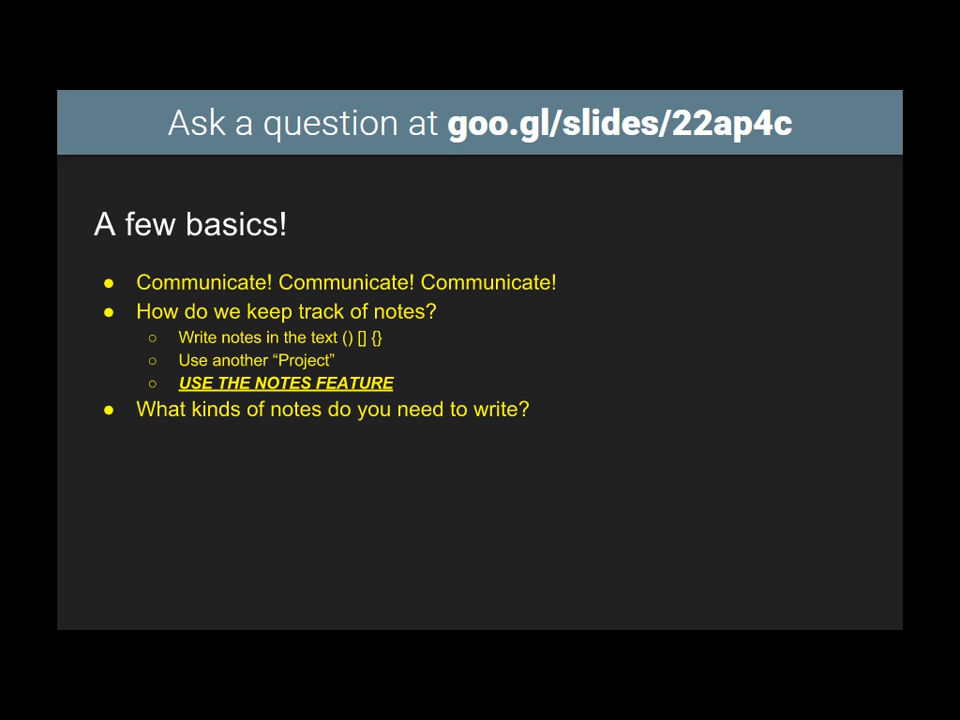 Ask a question at goo.gl/slides/22ap4c
A few basics!
● Communicate! Communicate! Communicate!
● How do we keep track of notes?
○ Write notes in the text () [] {}
○ Use another “Project”
○ USE THE NOTES FEATURE
● What kinds of notes do you need to write?